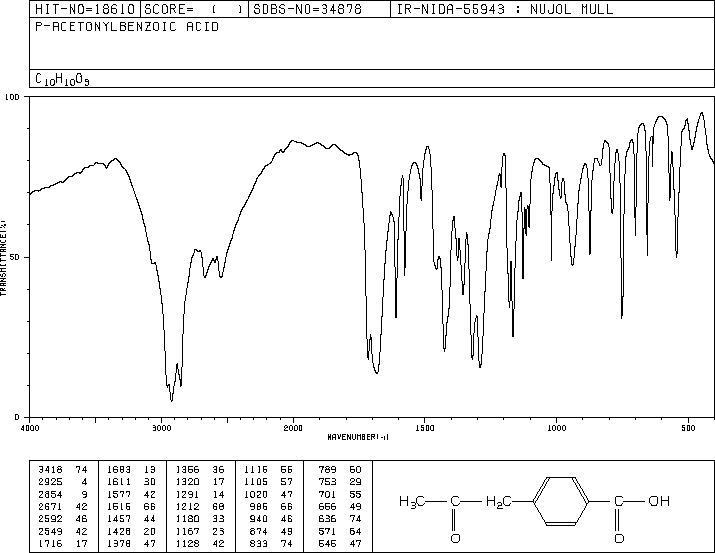 HIT-NO=18610 SCORE= ( ) SDBS-NO=34878 IR-NIDA-55943 : NUJOL MULL
P-ACETONYLBENZOIC ACID
C10H10O3
100
50
0
TRANSMITTANCE(%)
4000 3000 2000 1500 1000 500
WAVENUMBER(-1)
3418 74 1683 13 1356 36 1116 55 789 60
2925 4 1611 30 1320 17 1105 57 753 29
2854 9 1577 42 1291 14 1020 47 701 55
2671 42 1516 66 1212 68 986 66 656 49
2592 46 1457 44 1180 33 940 46 636 74
2549 42 1428 20 1167 23 874 49 571 64
1716 17 1378 47 1128 42 833 74 546 47
H3C C H2C C OH
O O